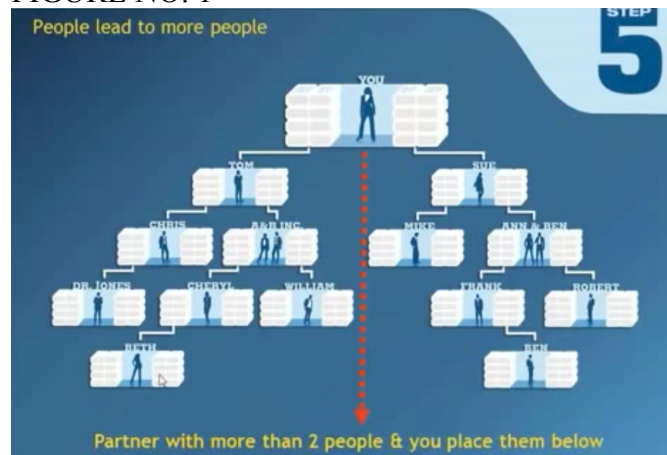 FIGURE NO. 1
People lead to more people
STEP
5
YOU
TOM
SUE
CHRIS
A&B INC.
MIKE
ANN & BEN
DR. JONES
CHERYL
WILLIAM
FRANK
ROBERT
BETH
BEN
Partner with more than 2 people & you place them below